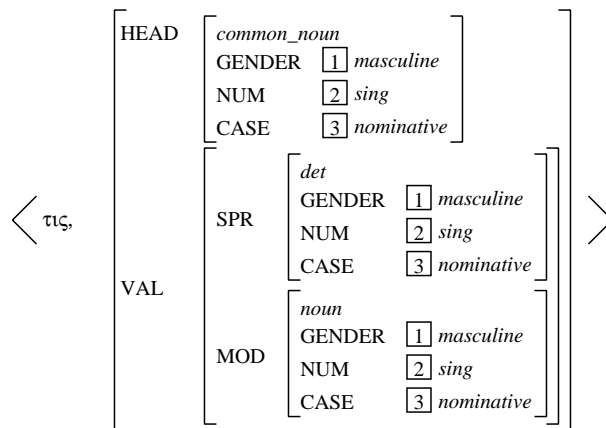 HEAD common_noun
GENDER 1 masculine
NUM 2 sing
CASE 3 nominative
τις,
VAL
SPR det
GENDER 1 masculine
NUM 2 sing
CASE 3 nominative
MOD noun
GENDER 1 masculine
NUM 2 sing
CASE 3 nominative